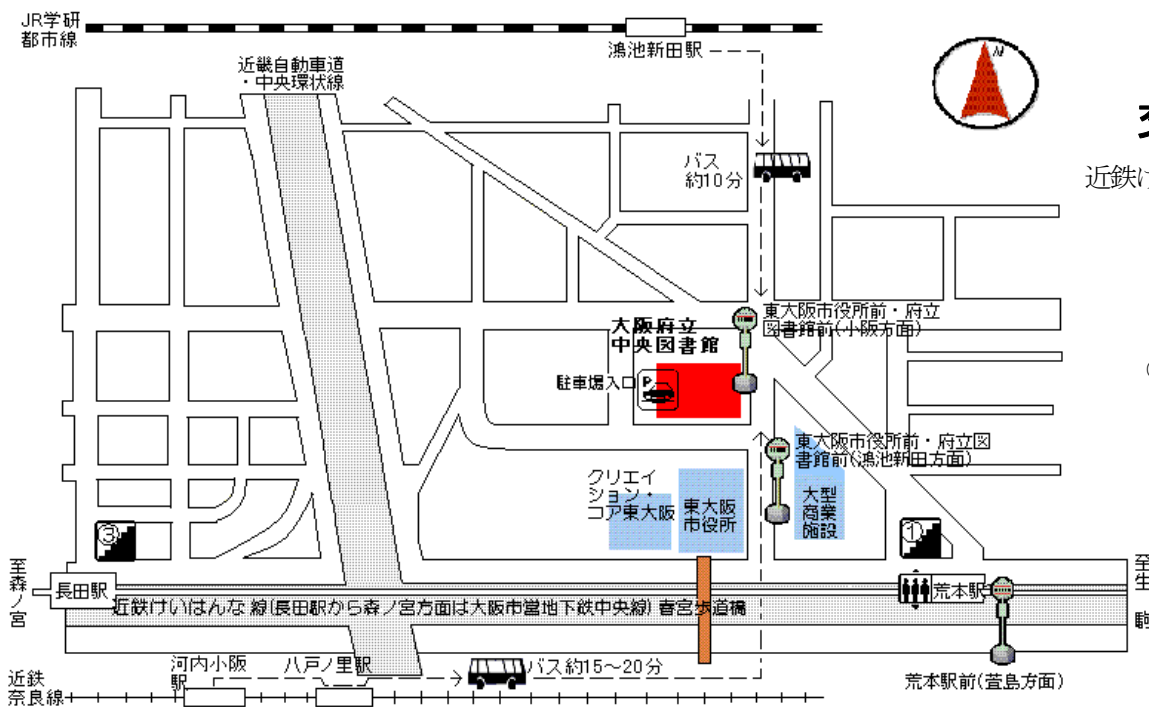 JR学研
都市線
鴻池新田駅
近畿自動車道
・中央環状線
N
バス
約10分
近鉄け
東大阪市役所前・府立
図書館前(小阪方面)
大阪府立
中央図書館
駐車場入口
P
東大阪市役所前・府立図
書館前(鴻池新田方面)
クリエイ
ション・
コア東大阪
東大阪
市役所
大型
商業
施設
③
①
至森ノ宮
長田駅
近鉄けいはんな線(長田駅から森ノ宮方面は大阪市営地下鉄中央線)
春宮歩道橋
荒本駅
至生駒
河内小阪
駅
八戸ノ里駅
バス約15～20分
荒本駅前(萱島方面)
近鉄
奈良線